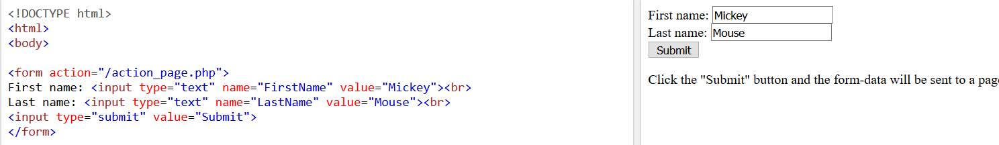 <!DOCTYPE html>
<html>
<body>
<form action="/action_page.php">
First name: <input type="text" name="FirstName" value="Mickey"><br>
Last name: <input type="text" name="LastName" value="Mouse"><br>
<input type="submit" value="Submit">
</form>
First name: Mickey
Last name: Mouse
Submit
Click the "Submit" button and the form-data will be sent to a page